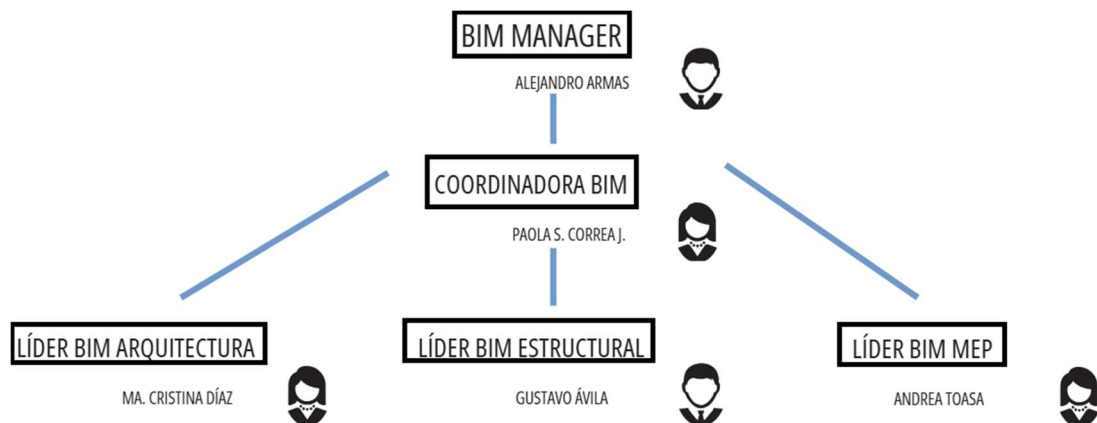 BIM MANAGER
ALEJANDRO ARMAS
COORDINADORA BIM
PAOLA S. CORREA J.
LÍDER BIM ARQUITECTURA
LÍDER BIM ESTRUCTURAL
LÍDER BIM MEP
MA. CRISTINA DÍAZ
GUSTAVO ÁVILA
ANDREA TOASA